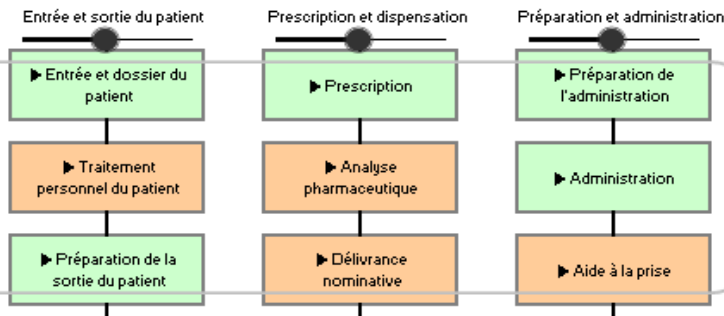 Entrée et sortie du patient
Prescription et dispensation
Préparation et administration
▶ Entrée et dossier du
patient
▶ Prescription
▶ Préparation de
l'administration
▶ Traitement
personnel du patient
▶ Analyse
pharmaceutique
▶ Administration
▶ Préparation de la
sortie du patient
▶ Délivrance
nominative
▶ Aide à la prise